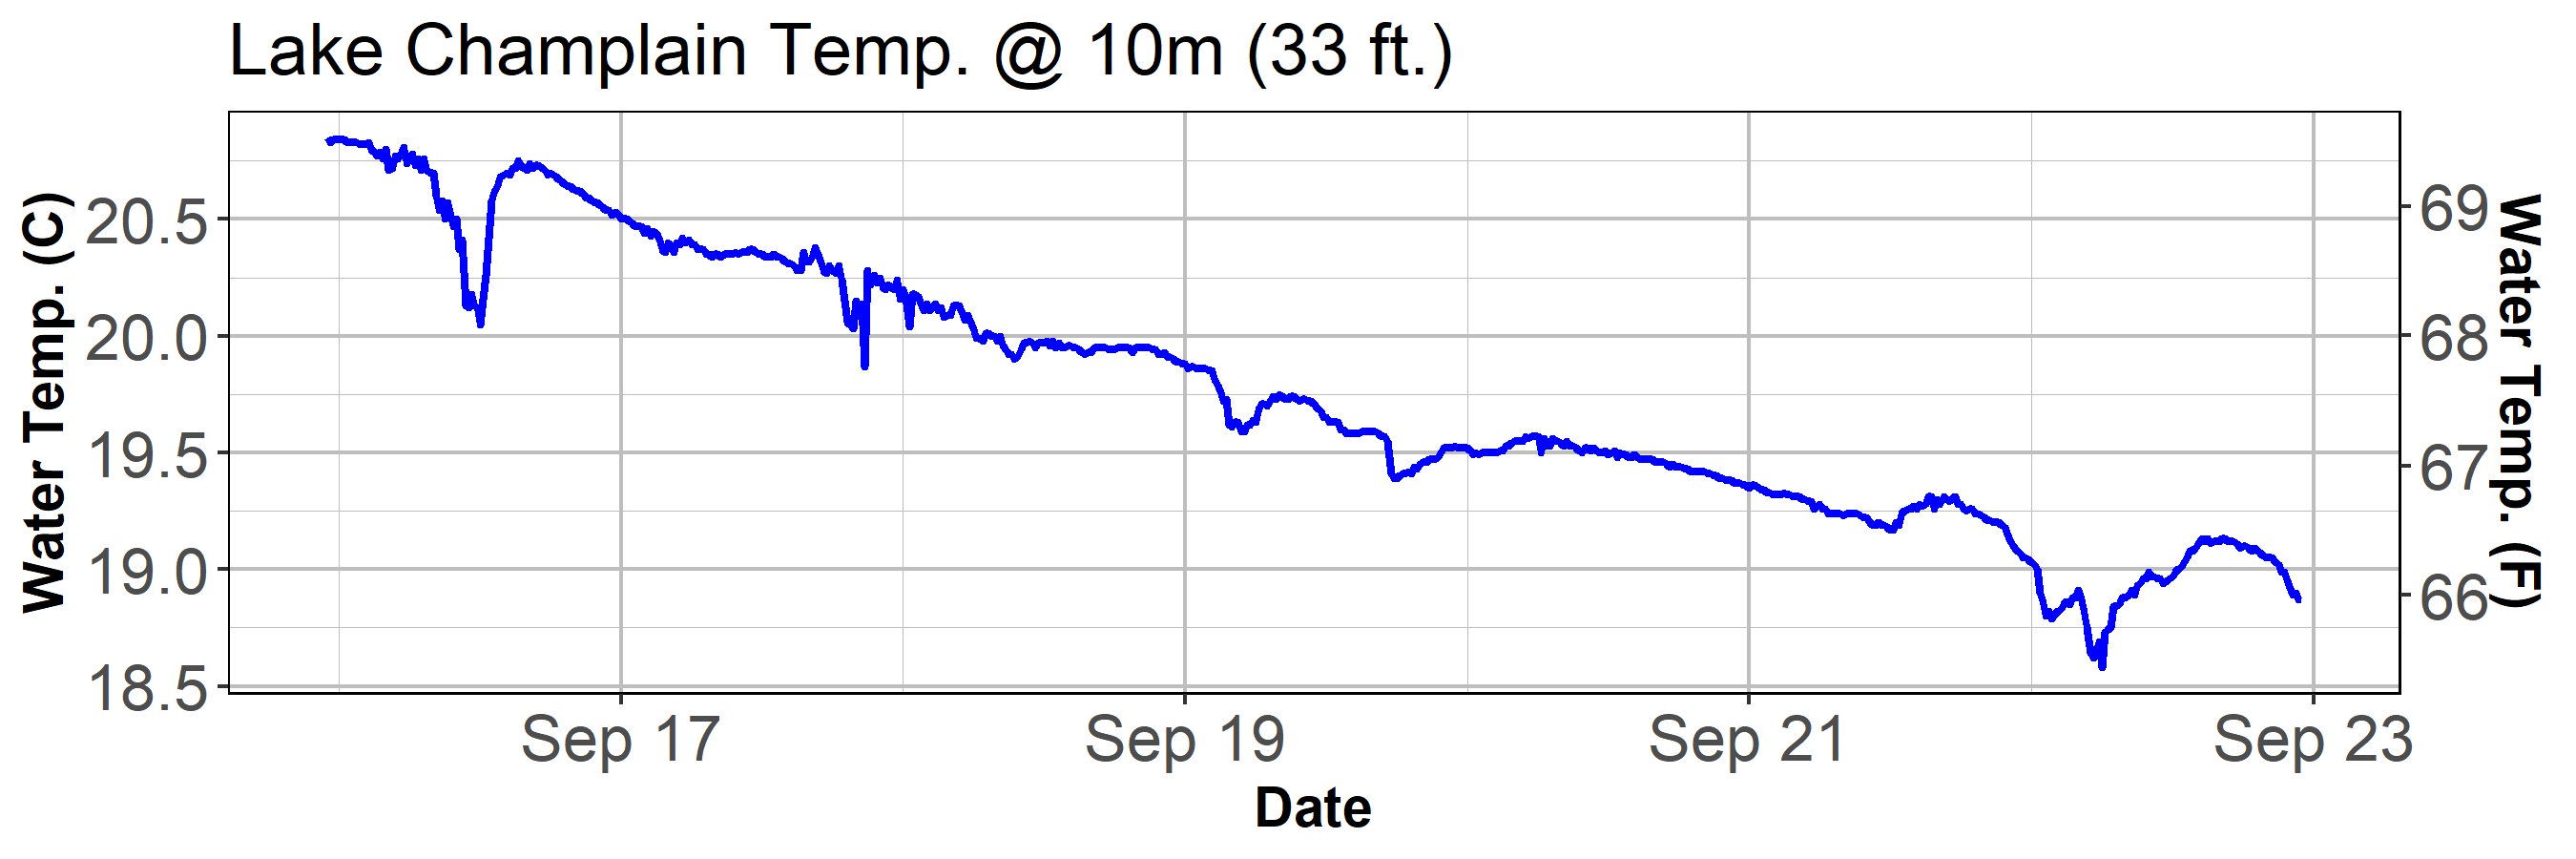 Lake Champlain Temp. @ 10m (33 ft.)
Water Temp. (C)
20.5
20.0
19.5
19.0
18.5
69
68
67
66
Water Temp. (F)
Sep 17 Sep 19 Sep 21 Sep 23
Date